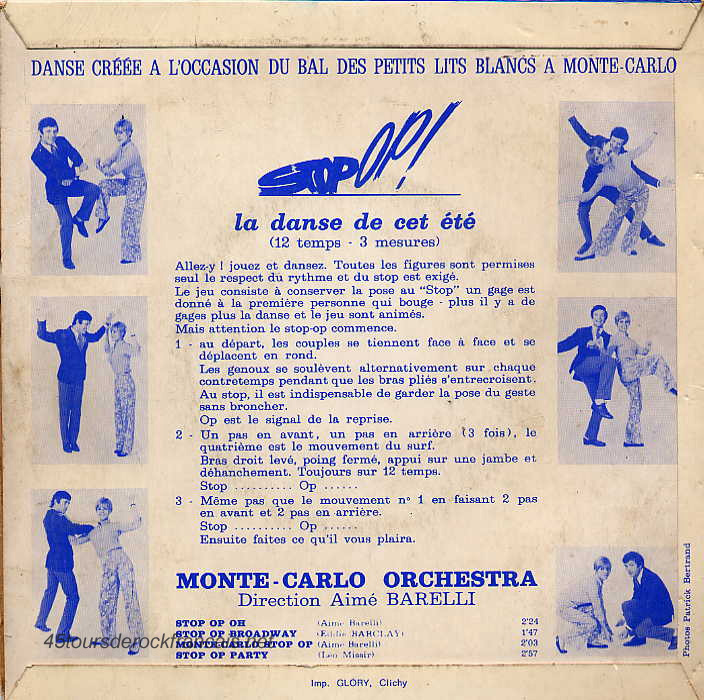 DANSE CRÉÉE A L'OCCASION DU BAL DES PETITS LITS BLANCS A MONTE-CARLO
STOP OP!
la danse de cet été
(12 temps - 3 mesures)
Allez-y ! jouez et dansez. Toutes les figures sont permises
seul le respect du rythme et du stop est exigé.
Le jeu consiste à conserver la pose au "Stop" un gage est
donné à la première personne qui bouge - plus il y a de
gages plus la danse et le jeu sont animés.
Mais attention le stop-op commence.
1 - au départ, les couples se tiennent face à face et se
déplacent en rond.
Les genoux se soulèvent alternativement sur chaque
contretemps pendant que les bras pliés s'entrecroisent.
Au stop, il est indispensable de garder la pose du geste
sans broncher.
Op est le signal de la reprise.
2 - Un pas en avant, un pas en arrière (3 fois), le
quatrième est le mouvement du surf.
Bras droit levé, poing fermé, appui sur une jambe et
déhanchement. Toujours sur 12 temps.
Stop .......... Op ......
3 - Même pas que le mouvement n° 1 en faisant 2 pas
en avant et 2 pas en arrière.
Stop .......... Op ......
Ensuite faites ce qu'il vous plaira.
MONTE-CARLO ORCHESTRA
Direction Aimé BARELLI
STOP OP OH (Aimé Barelli) 2'24
STOP OP BROADWAY (Eddie BARCLAY) 1'47
MONTE-CARLO STOP OP (Aimé Barelli) 2'03
STOP OP PARTY (Léo Missir) 2'57
45toursderockfrancais.net
Photos Patrick Bertrand
Imp. GLORY, Clichy